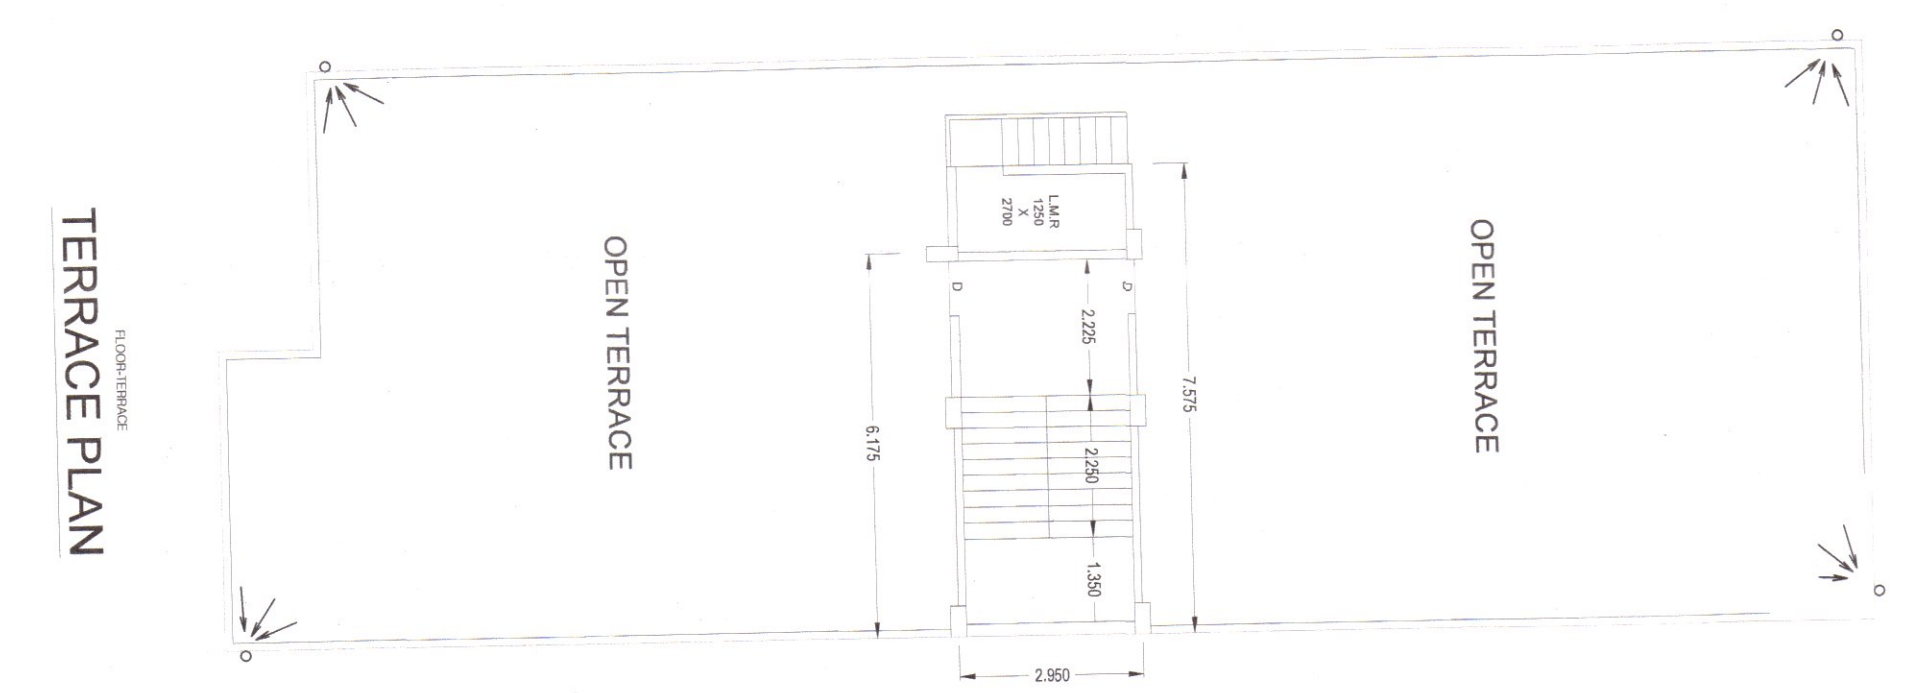 TERRACE PLAN
FLOOR-TERRACE
OPEN TERRACE
6.175
D
L.M.R
1250
X
2700
D
2.225
2.250
1.350
7.575
2.950
OPEN TERRACE